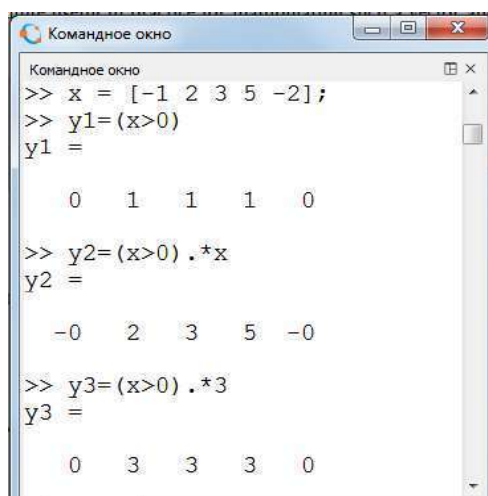 Командное окно
Командное окно
>> x = [-1 2 3 5 -2];
>> y1=(x>0)
y1 =
0 1 1 1 0
>> y2=(x>0).*x
y2 =
-0 2 3 5 -0
>> y3=(x>0).*3
y3 =
0 3 3 3 0